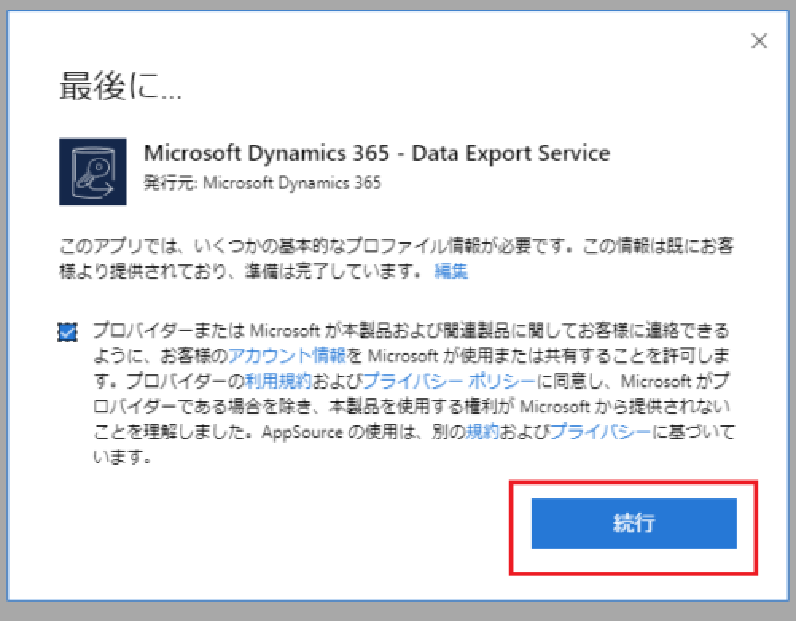 最後に...
Microsoft Dynamics 365 - Data Export Service
発行元: Microsoft Dynamics 365
このアプリでは、いくつかの基本的なプロファイル情報が必要です。この情報は既にお客
様より提供されており、準備は完了しています。 編集
プロバイダーまたは Microsoft が本製品および関連製品に関してお客様に連絡できる
ように、お客様のアカウント情報を Microsoft が使用または共有することを許可しま
す。プロバイダーの利用規約およびプライバシー ポリシーに同意し、Microsoft がプ
ロバイダーである場合を除き、本製品を使用する権利が Microsoft から提供されない
ことを理解しました。AppSource の使用は、別の規約およびプライバシーに基づいて
います。
続行